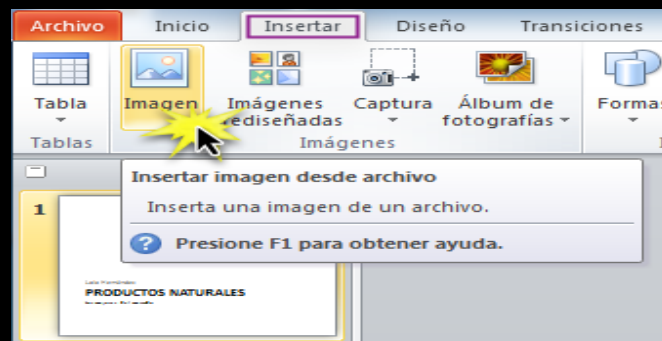 Archivo Inicio Insertar Diseño Transiciones
Tabla Imagen Imágenes Captura Álbum de Formas
rediseñadas fotografías
Tablas Imágenes
Insertar imagen desde archivo
1
Inserta una imagen de un archivo.
? Presione F1 para obtener ayuda.
PRODUCTOS NATURALES